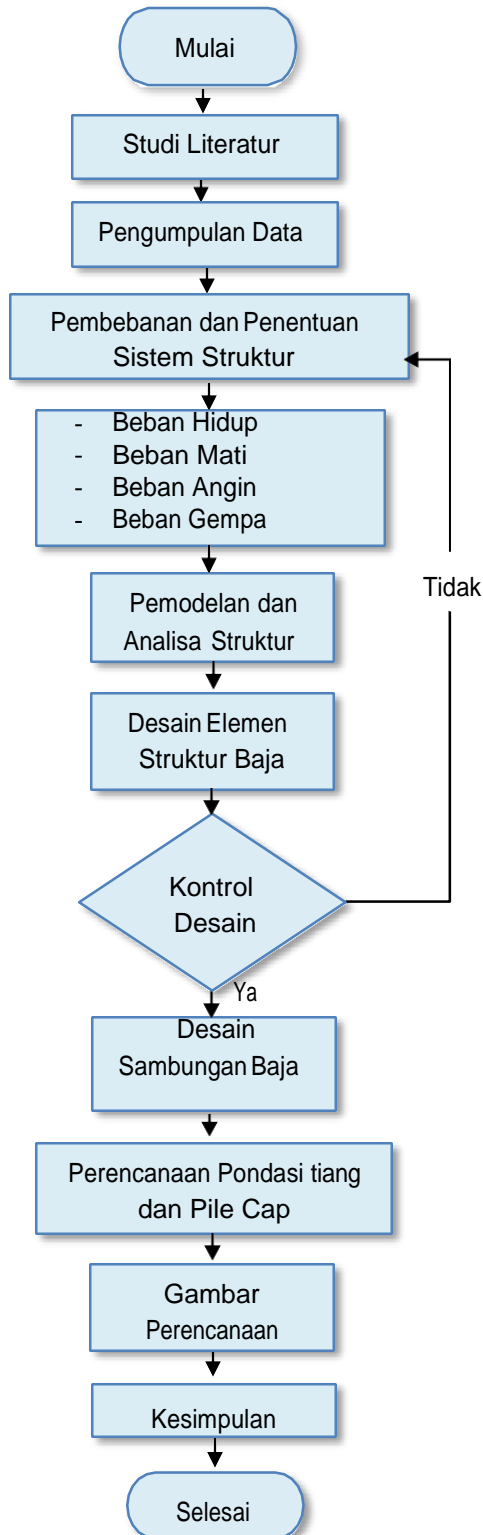 Mulai
Studi Literatur
Pengumpulan Data
Pembebanan dan Penentuan
Sistem Struktur
- Beban Hidup
- Beban Mati
- Beban Angin
- Beban Gempa
Tidak
Pemodelan dan
Analisa Struktur
Desain Elemen
Struktur Baja
Kontrol
Desain
Ya
Desain
Sambungan Baja
Perencanaan Pondasi tiang
dan Pile Cap
Gambar
Perencanaan
Kesimpulan
Selesai